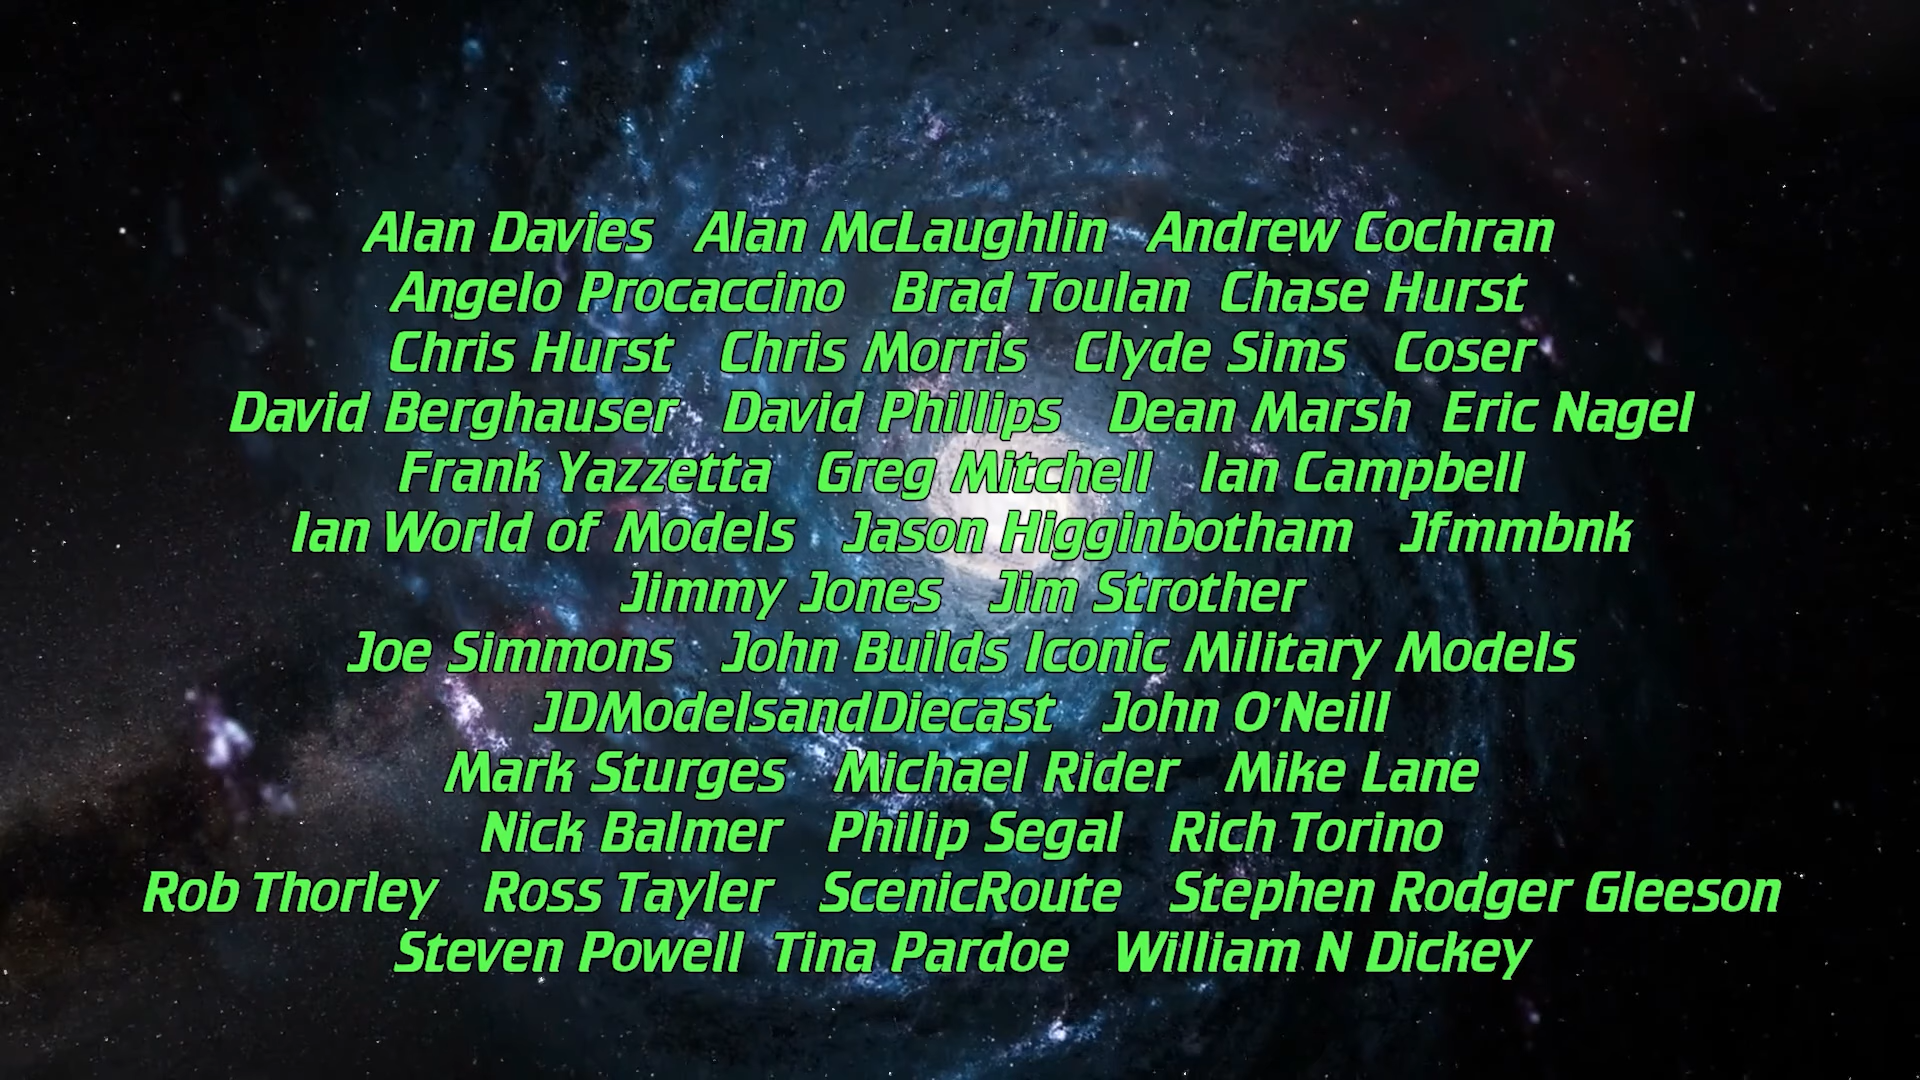 Alan Davies Alan McLaughlin Andrew Cochran
Angelo Procaccino Brad Toulan Chase Hurst
Chris Hurst Chris Morris Clyde Sims Coser
David Berghauser David Phillips Dean Marsh Eric Nagel
Frank Yazzetta Greg Mitchell Ian Campbell
Ian World of Models Jason Higginbotham Jfmmbnk
Jimmy Jones Jim Strother
Joe Simmons John Builds Iconic Military Models
JDModelsandDiecast John O'Neill
Mark Sturges Michael Rider Mike Lane
Nick Balmer Philip Segal Rich Torino
Rob Thorley Ross Tayler ScenicRoute Stephen Rodger Gleeson
Steven Powell Tina Pardoe William N Dickey